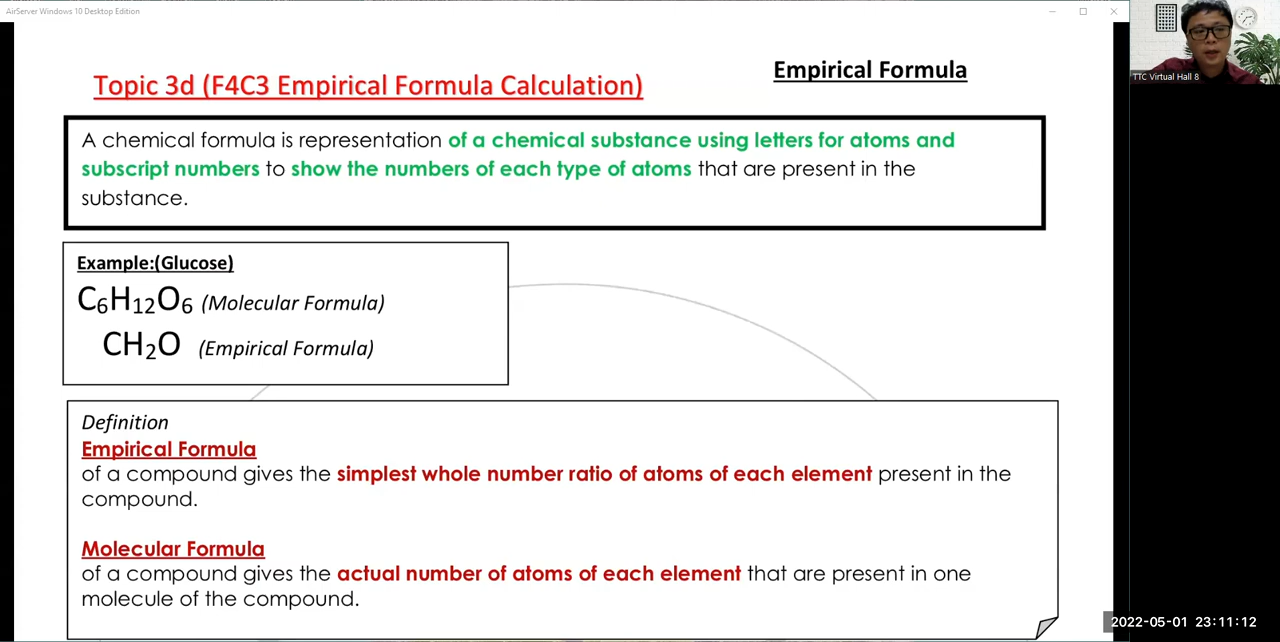 AirServer Windows 10 Desktop Edition
Topic 3d (F4C3 Empirical Formula Calculation)
Empirical Formula
A chemical formula is representation of a chemical substance using letters for atoms and
subscript numbers to show the numbers of each type of atoms that are present in the
substance.
Example:(Glucose)
C₆H₁₂O₆ (Molecular Formula)
CH₂O (Empirical Formula)
Definition
Empirical Formula
of a compound gives the simplest whole number ratio of atoms of each element present in the
compound.
Molecular Formula
of a compound gives the actual number of atoms of each element that are present in one
molecule of the compound.
TTC Virtual Hall 8
2022-05-01 23:11:12